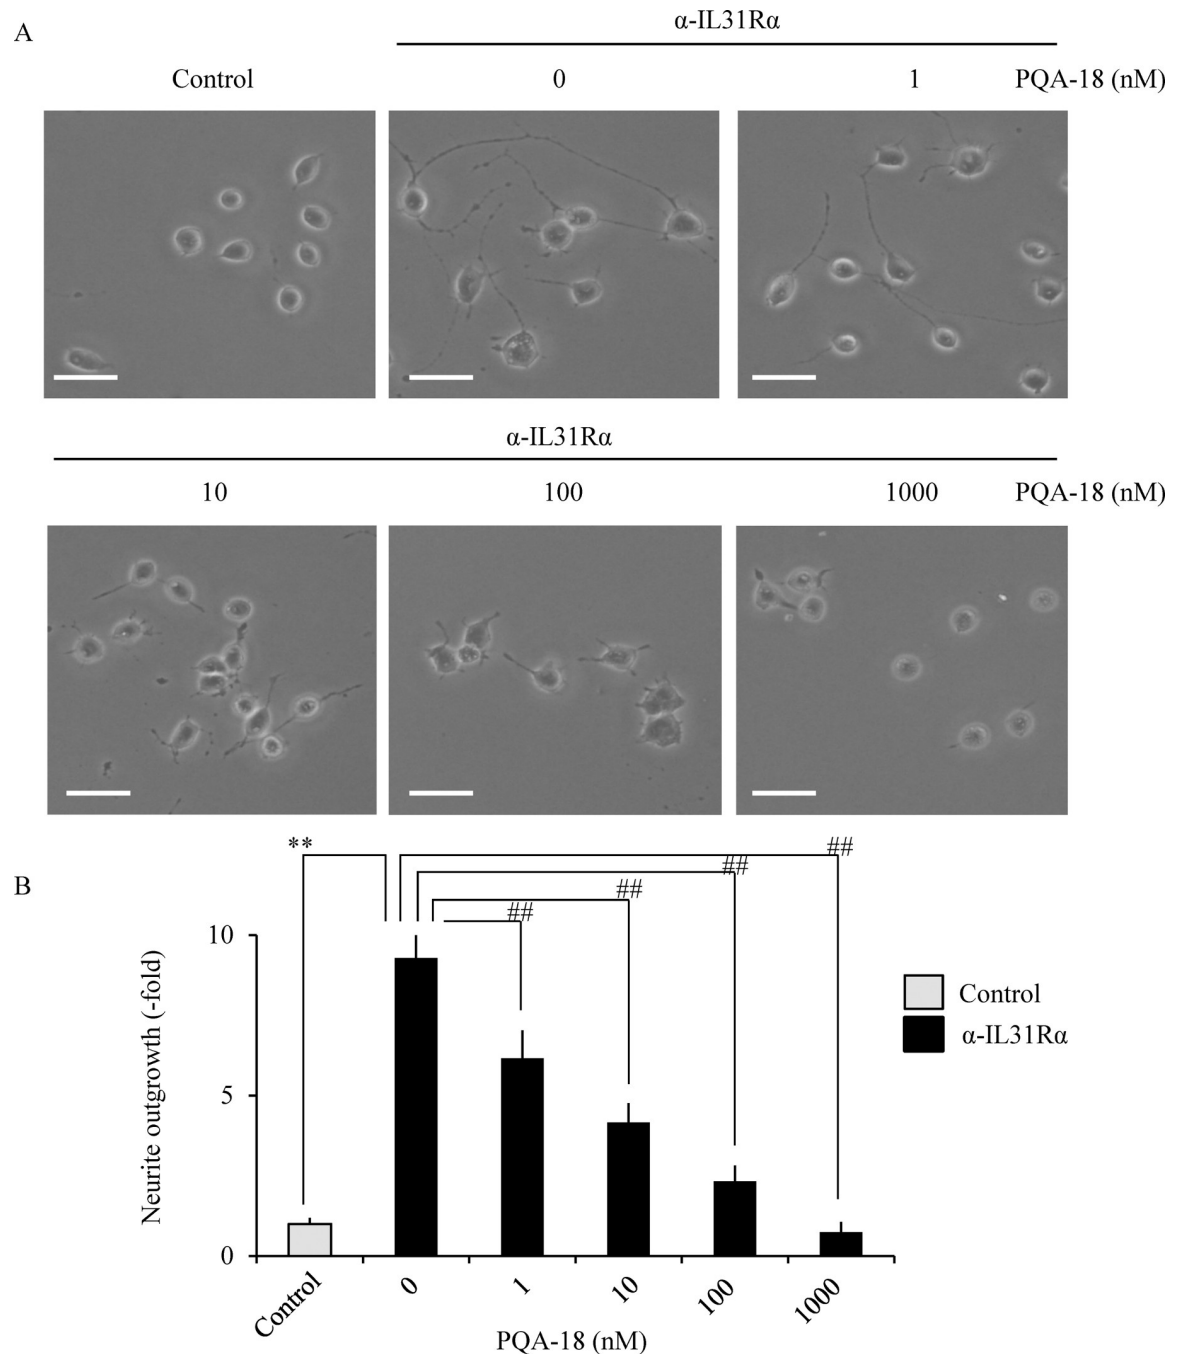 A
α-IL31Rα
Control 0 1 PQA-18 (nM)
α-IL31Rα
10 100 1000 PQA-18 (nM)
B
** ## ## ## ##
Neurite outgrowth (-fold)
10
5
0
Control
α-IL31Rα
Control 0 1 10 100 1000
PQA-18 (nM)